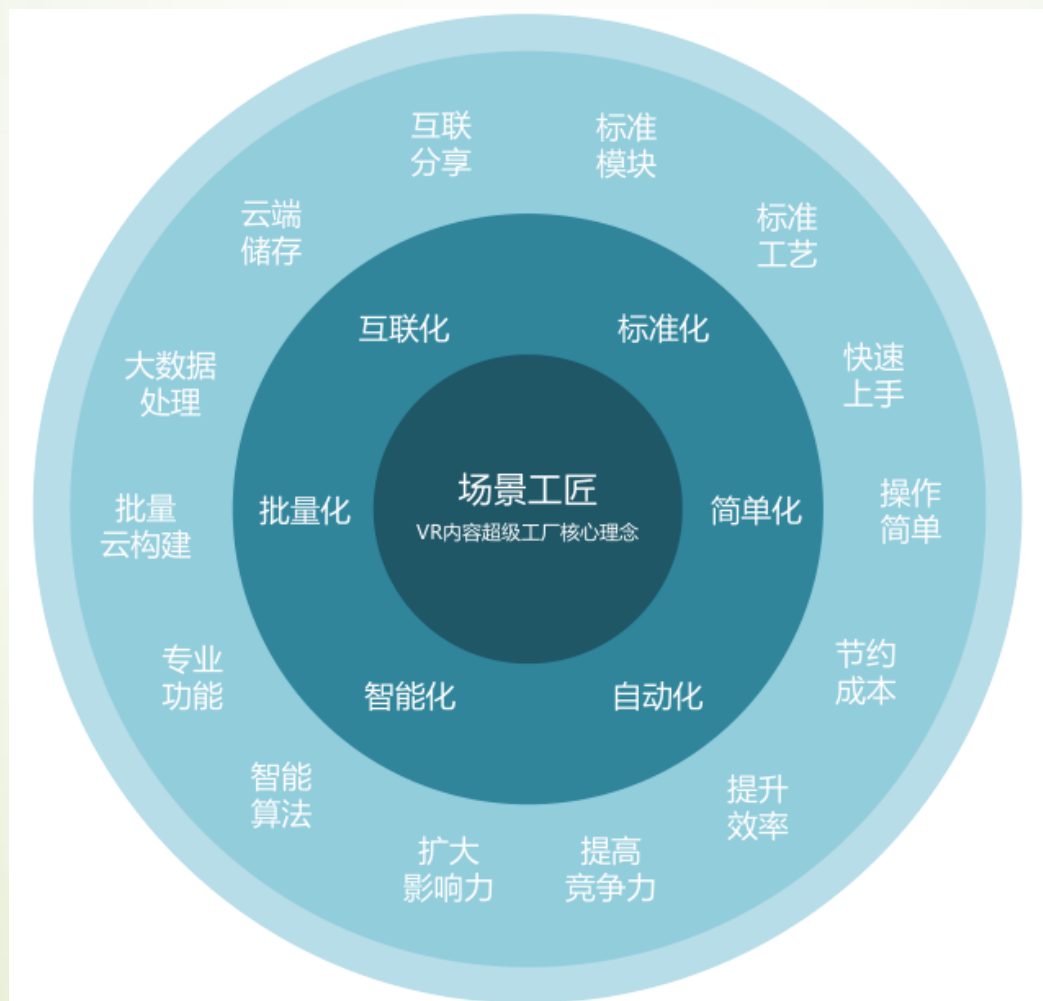 互联
分享
标准
模块
云端
储存
标准
工艺
互联化
标准化
大数据
处理
快速
上手
场景工匠
VR内容超级工厂核心理念
批量化
简单化
批量
云构建
操作
简单
专业
功能
节约
成本
智能化
自动化
智能
算法
提升
效率
扩大
影响力
提高
竞争力